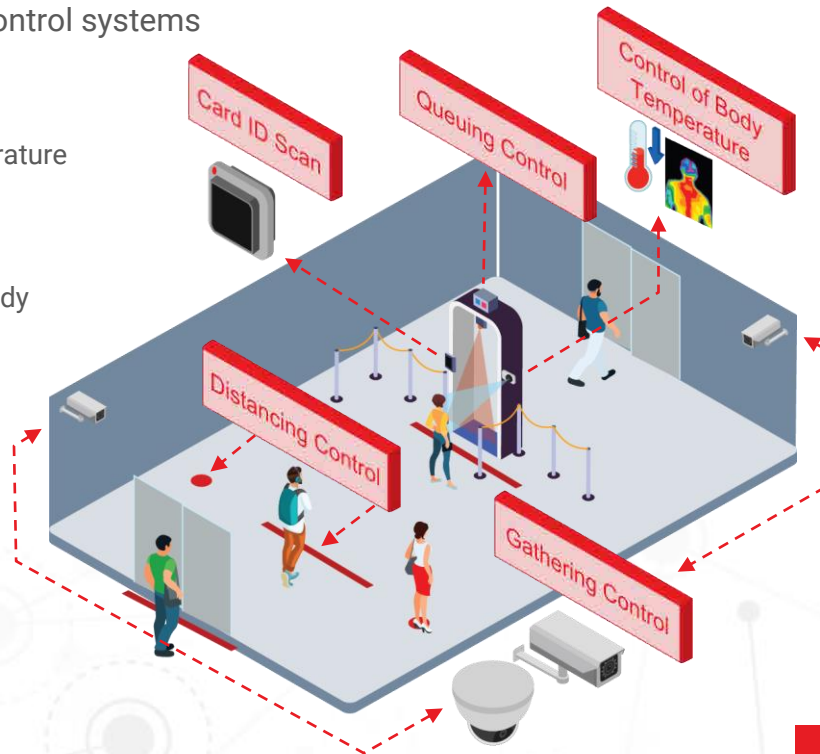 ontrol systems
rature
dy
Card ID Scan
Queuing Control
Control of Body
Temperature
Distancing Control
Gathering Control